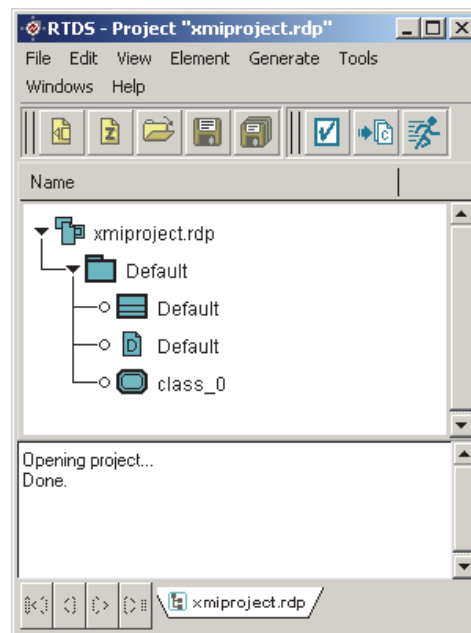 RTDS - Project "xmiproject.rdp"
File Edit View Element Generate Tools
Windows Help
Name
xmiproject.rdp
Default
Default
D Default
class_0
Opening project...
Done.
xmiproject.rdp